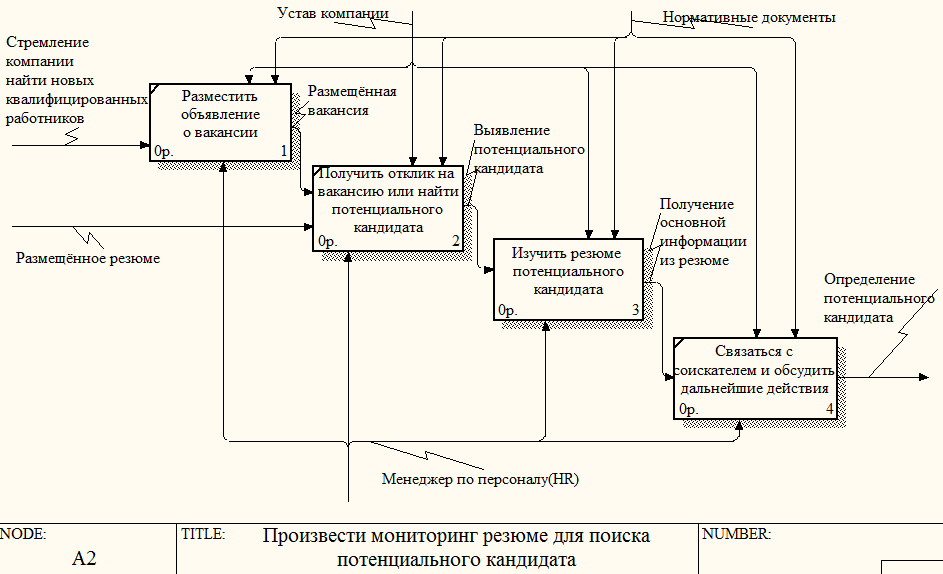 Устав компании
Нормативные документы
Стремление
компании
найти новых
квалифицированных
работников
Разместить
объявление
о вакансии
0р. 1
Размещённая
вакансия
Выявление
потенциального
кандидата
Получить отклик на
вакансию или найти
потенциального
кандидата
0р. 2
Размещённое резюме
Получение
основной
информации
из резюме
Изучить резюме
потенциального
кандидата
0р. 3
Определение
потенциального
кандидата
Связаться с
соискателем и обсудить
дальнейшие действия
0р. 4
Менеджер по персоналу(HR)
NODE:
A2
TITLE:
Произвести мониторинг резюме для поиска
потенциального кандидата
NUMBER: